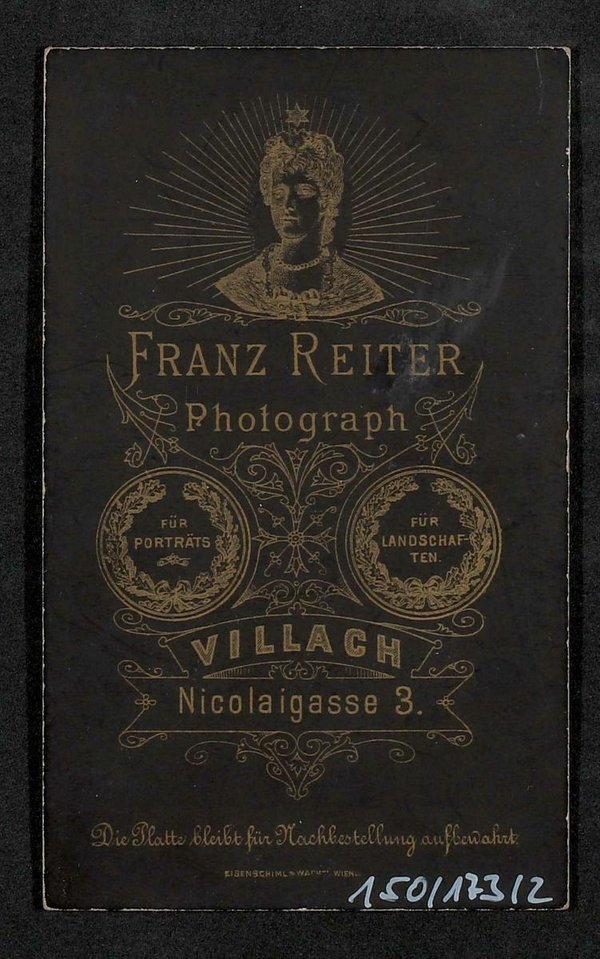 FRANZ REITER
Photograph
FÜR
PORTRÄTS
FÜR
LANDSCHAF-
TEN.
VILLACH
Nicolaigasse 3.
Die Platte bleibt für Nachbestellung aufbewahrt.
EISENSCHIML & WACHTL WIEN.
150/173/2